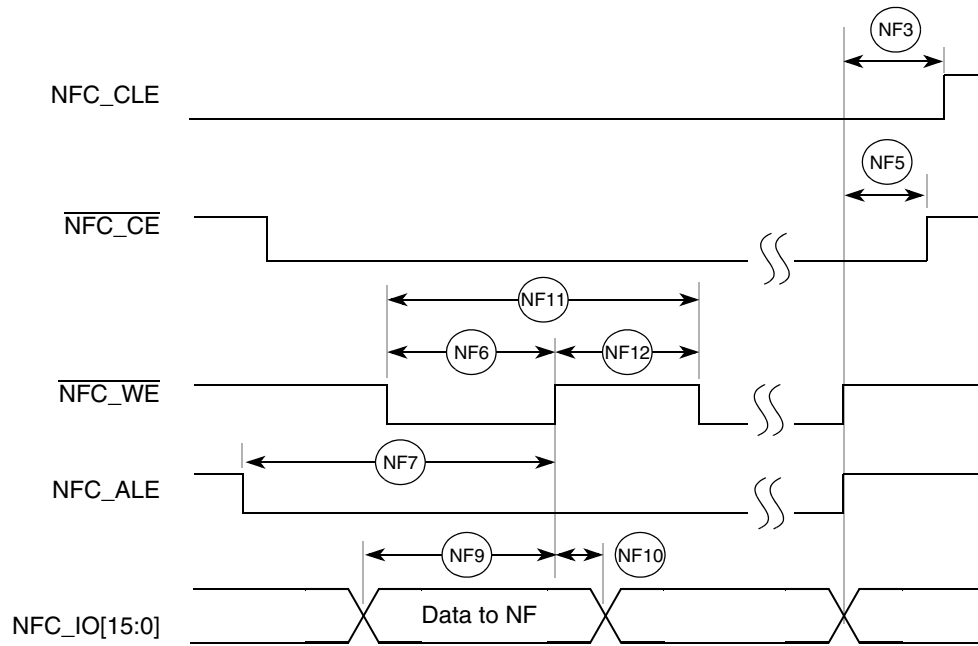 NF3
NFC_CLE
NF5
NFC_CE
NF11
NF6
NF12
NFC_WE
NF7
NFC_ALE
NF9
NF10
Data to NF
NFC_IO[15:0]